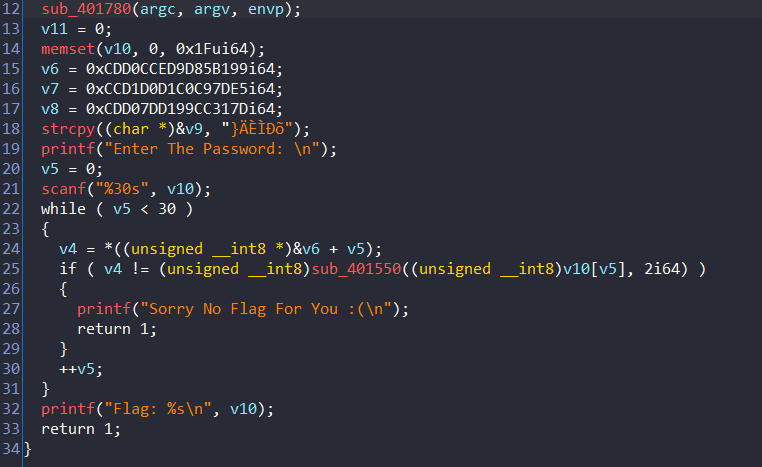 12 sub_401780(argc, argv, envp);
13 v11 = 0;
14 memset(v10, 0, 0x1Fui64);
15 v6 = 0xCDD0CCED9D85B199i64;
16 v7 = 0xCCD1D0D1C0C97DE5i64;
17 v8 = 0xCDD07DD199CC317Di64;
18 strcpy((char *)&v9, "}ÄÈÌÐõ");
19 printf("Enter The Password: \n");
20 v5 = 0;
21 scanf("%30s", v10);
22 while ( v5 < 30 )
23 {
24 v4 = *((unsigned __int8 *)&v6 + v5);
25 if ( v4 != (unsigned __int8)sub_401550((unsigned __int8)v10[v5], 2i64) )
26 {
27 printf("Sorry No Flag For You :(\n");
28 return 1;
29 }
30 ++v5;
31 }
32 printf("Flag: %s\n", v10);
33 return 1;
34 }